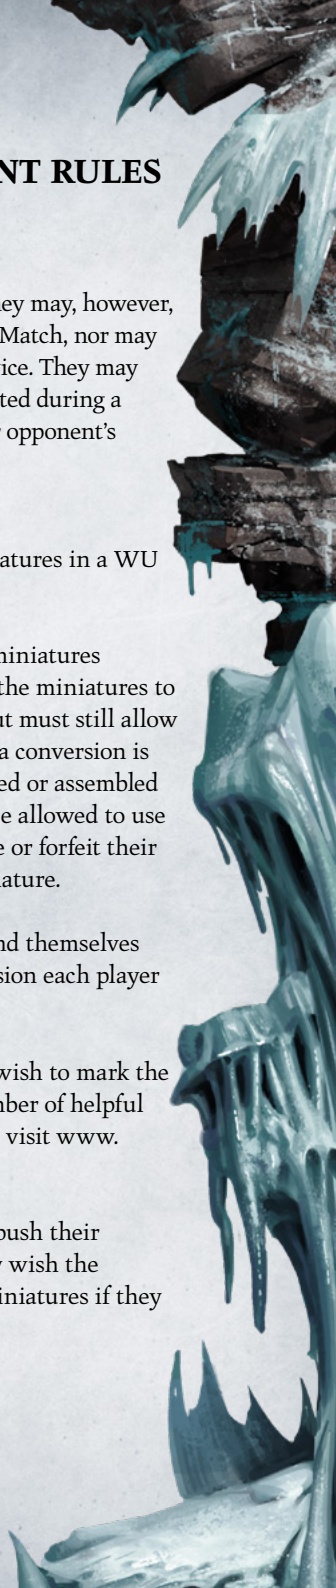 NT RULES
ney may, however,
Match, nor may
ice. They may
ted during a
opponent's
atures in a WU
miniatures
the miniatures to
ut must still allow
a conversion is
ed or assembled
e allowed to use
e or forfeit their
ature.
nd themselves
sion each player
wish to mark the
nber of helpful
visit www.
push their
wish the
iniatures if they